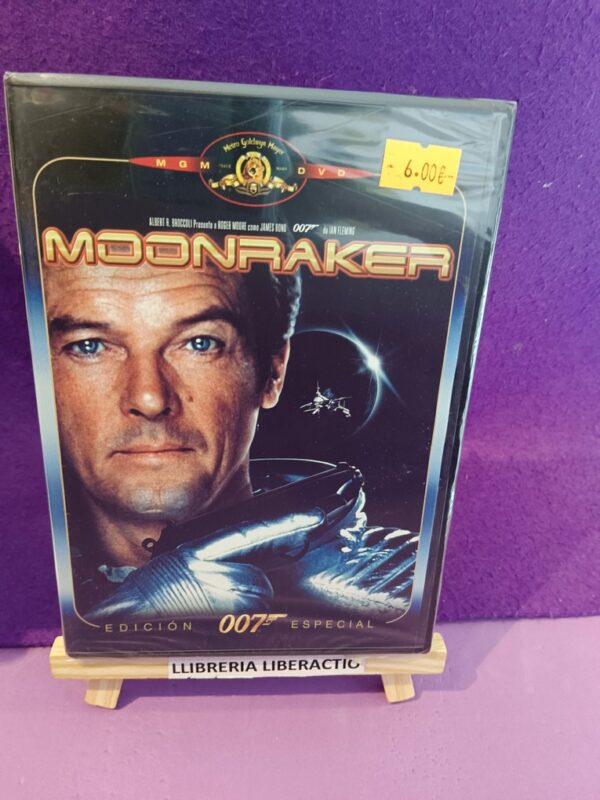 Metro Goldwyn Mayer
MGM DVD
6.00€
ALBERT R. BROCCOLI Presenta a ROGER MOORE como JAMES BOND 007 de IAN FLEMING
MOONRAKER
EDICIÓN 007 ESPECIAL
LLIBRERIA LIBERACTIO